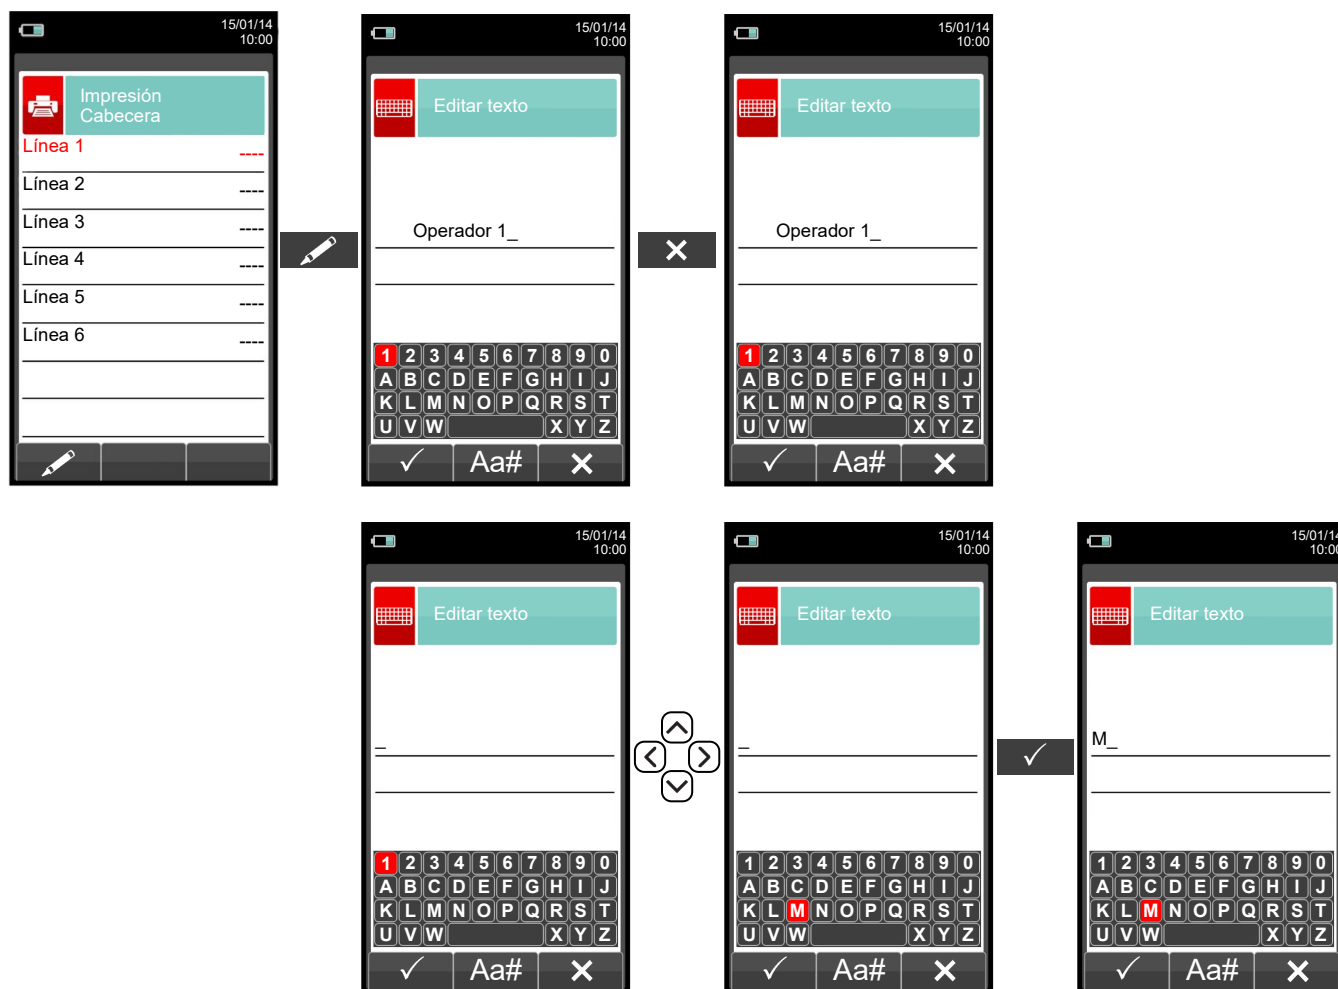 15/01/14
10:00
Impresión
Cabecera
Línea 1 ----
Línea 2 ----
Línea 3 ----
Línea 4 ----
Línea 5 ----
Línea 6 ----
15/01/14
10:00
Editar texto
Operador 1_
1 2 3 4 5 6 7 8 9 0
A B C D E F G H I J
K L M N O P Q R S T
U V W X Y Z
Aa#
15/01/14
10:00
Editar texto
Operador 1_
1 2 3 4 5 6 7 8 9 0
A B C D E F G H I J
K L M N O P Q R S T
U V W X Y Z
Aa#
15/01/14
10:00
Editar texto
_
1 2 3 4 5 6 7 8 9 0
A B C D E F G H I J
K L M N O P Q R S T
U V W X Y Z
Aa#
15/01/14
10:00
Editar texto
_
1 2 3 4 5 6 7 8 9 0
A B C D E F G H I J
K L M N O P Q R S T
U V W X Y Z
Aa#
15/01/14
10:00
Editar texto
M_
1 2 3 4 5 6 7 8 9 0
A B C D E F G H I J
K L M N O P Q R S T
U V W X Y Z
Aa#